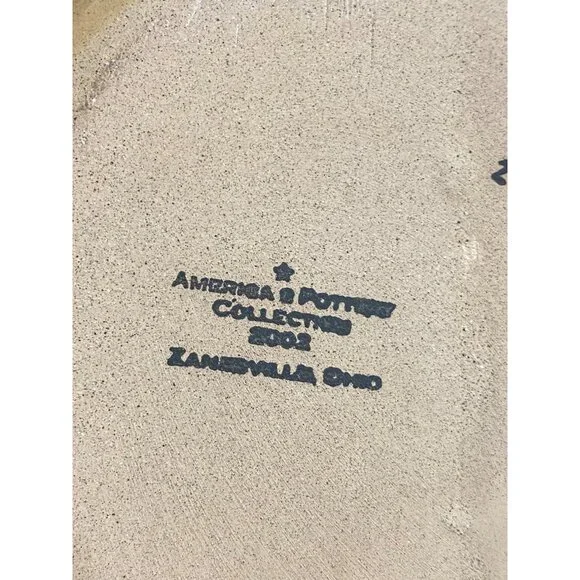 AMERICA'S POTTERY
COLLECTION
2002
ZANESVILLE, OHIO